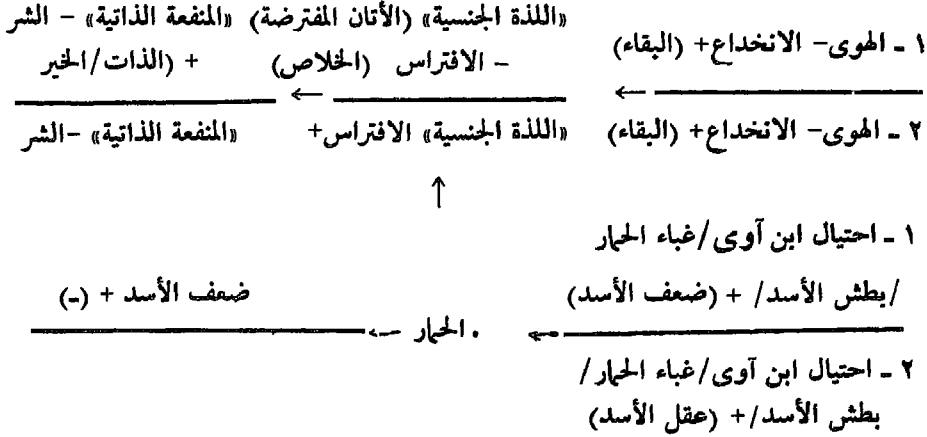 «اللذة الجنسية» (الأتان المفترضة) «المنفعة الذاتية» – الشر
١ ـ الهوى– الانخداع+ (البقاء) – الافتراس (الخلاص) + (الذات/الخير
← ←
٢ ـ الهوى– الانخداع+ (البقاء) «اللذة الجنسية» الافتراس+ «المنفعة الذاتية» –الشر
↑
١ ـ احتيال ابن آوى/غباء الحمار
/بطش الأسد/ + (ضعف الأسد) ضعف الأسد + (–)
← . الحمار ←
٢ ـ احتيال ابن آوى/غباء الحمار/
بطش الأسد/+ (عقل الأسد)